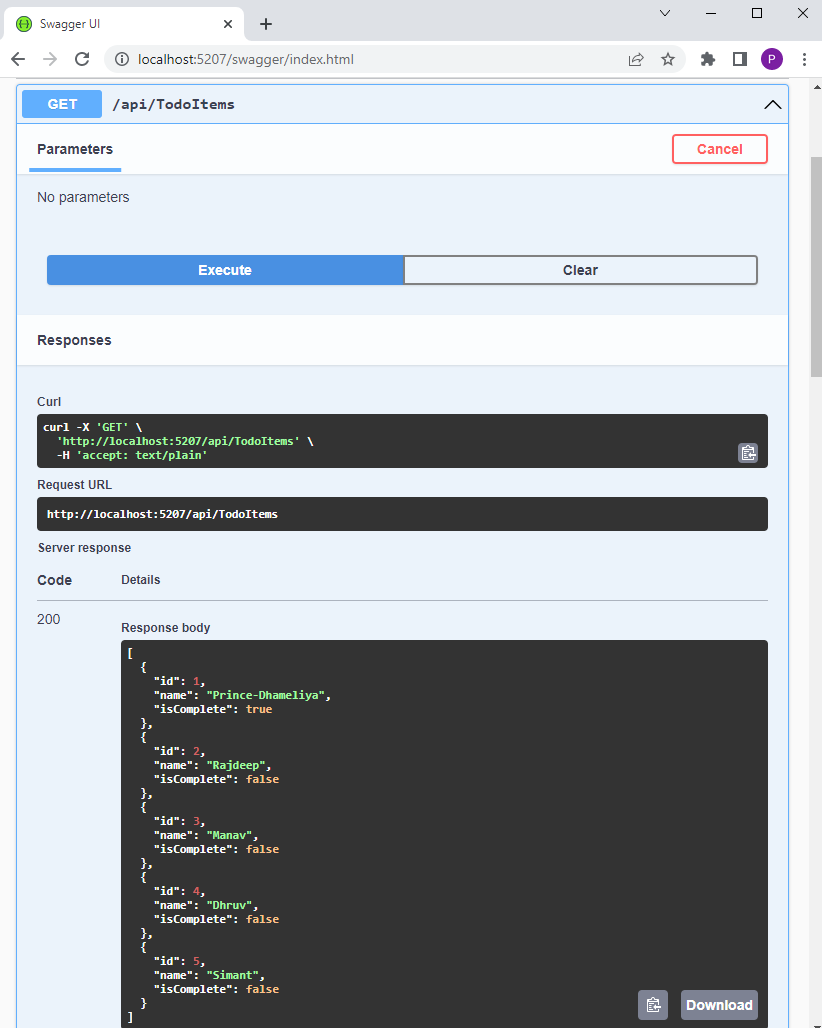 Swagger UI
localhost:5207/swagger/index.html
P
GET /api/TodoItems
Parameters
Cancel
No parameters
Execute
Clear
Responses
Curl
curl -X 'GET' \
  'http://localhost:5207/api/TodoItems' \
  -H 'accept: text/plain'
Request URL
http://localhost:5207/api/TodoItems
Server response
Code Details
200
Response body
[
  {
    "id": 1,
    "name": "Prince-Dhameliya",
    "isComplete": true
  },
  {
    "id": 2,
    "name": "Rajdeep",
    "isComplete": false
  },
  {
    "id": 3,
    "name": "Manav",
    "isComplete": false
  },
  {
    "id": 4,
    "name": "Dhruv",
    "isComplete": false
  },
  {
    "id": 5,
    "name": "Simant",
    "isComplete": false
  }
]
Download